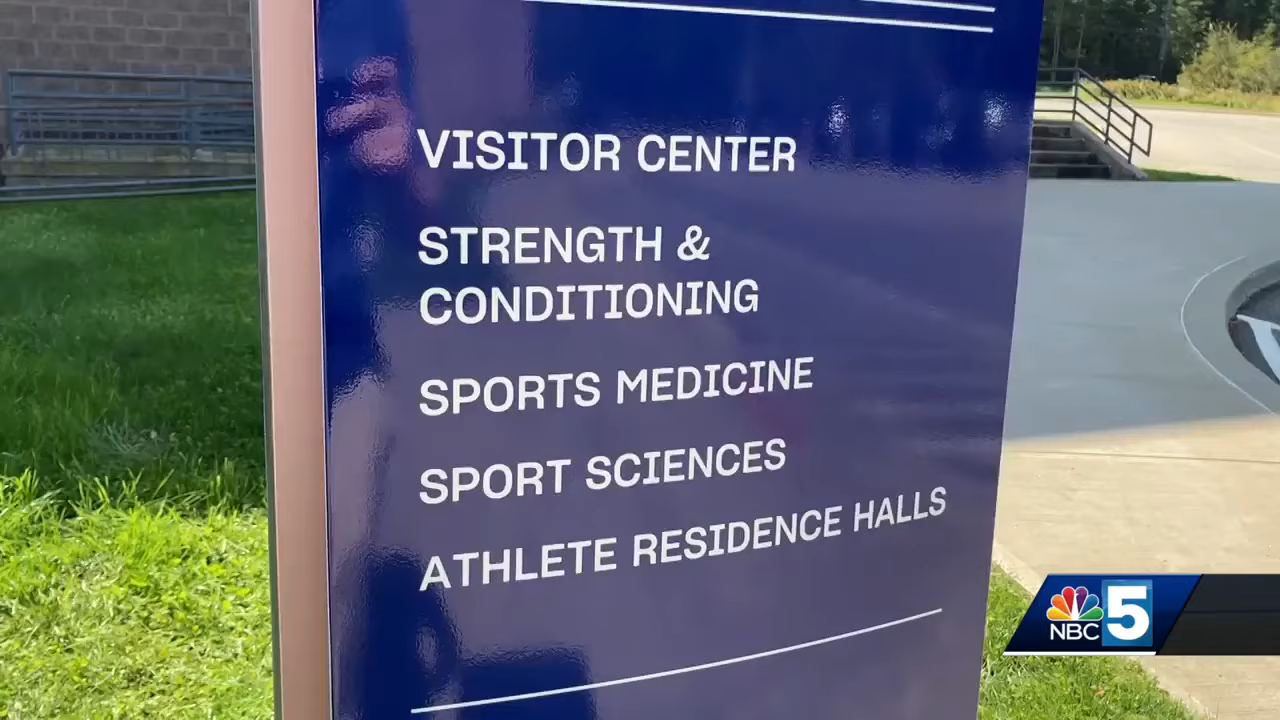 VISITOR CENTER
STRENGTH &
CONDITIONING
SPORTS MEDICINE
SPORT SCIENCES
ATHLETE RESIDENCE HALLS
NBC 5